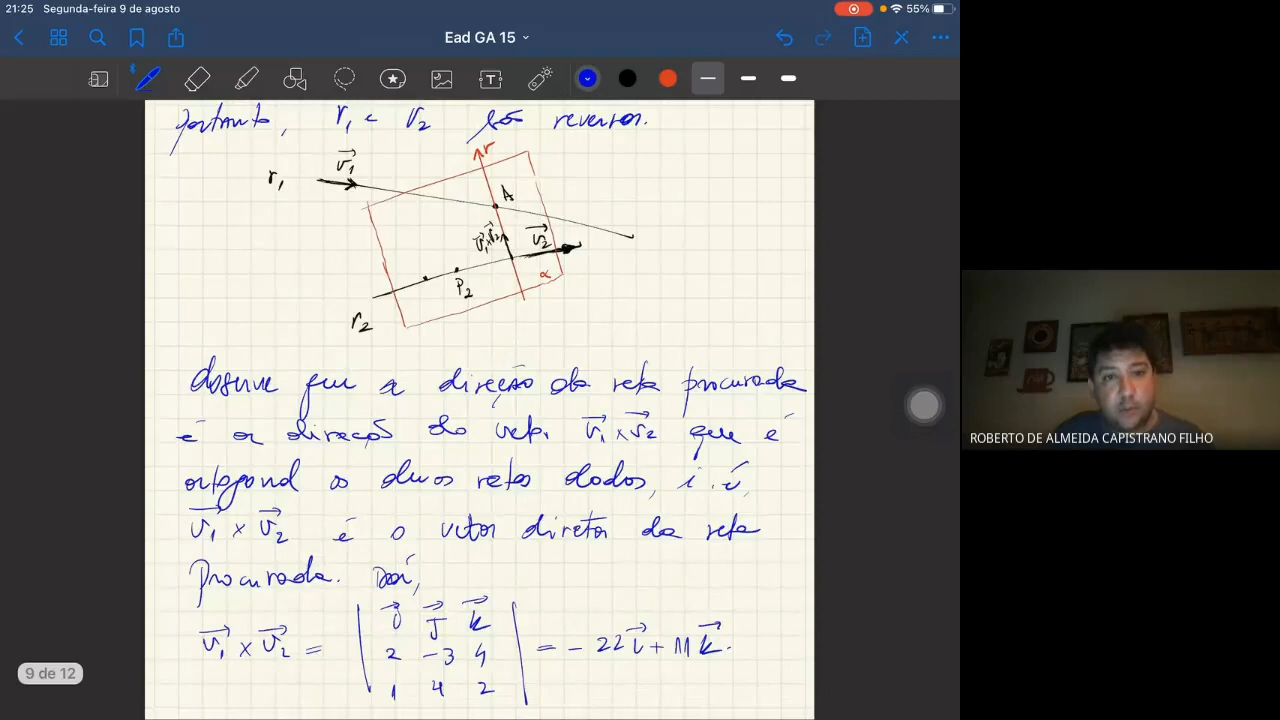 21:25 Segunda-feira 9 de agosto
55%
Ead GA 15
portanto, r₁ e r₂ são reversas.
r
v₁
r₁
A
v₁×v₂
v₂
α
P₂
r₂
observe que a direção da reta procurada
é a direção do vetor v₁×v₂ que é
ortogonal as duas retas dadas, i.é,
v₁ × v₂ é o vetor diretor da reta
procurada. Daí,
i j k
v₁ × v₂ = 2 -3 4 = - 22 i + 11 k.
1 4 2
9 de 12
ROBERTO DE ALMEIDA CAPISTRANO FILHO